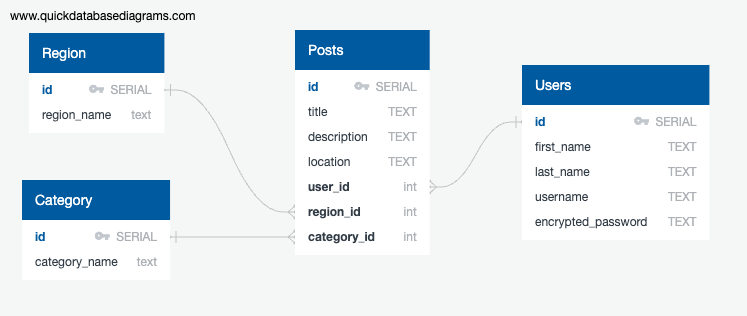 www.quickdatabasediagrams.com
Region
id SERIAL
region_name text
Category
id SERIAL
category_name text
Posts
id SERIAL
title TEXT
description TEXT
location TEXT
user_id int
region_id int
category_id int
Users
id SERIAL
first_name TEXT
last_name TEXT
username TEXT
encrypted_password TEXT